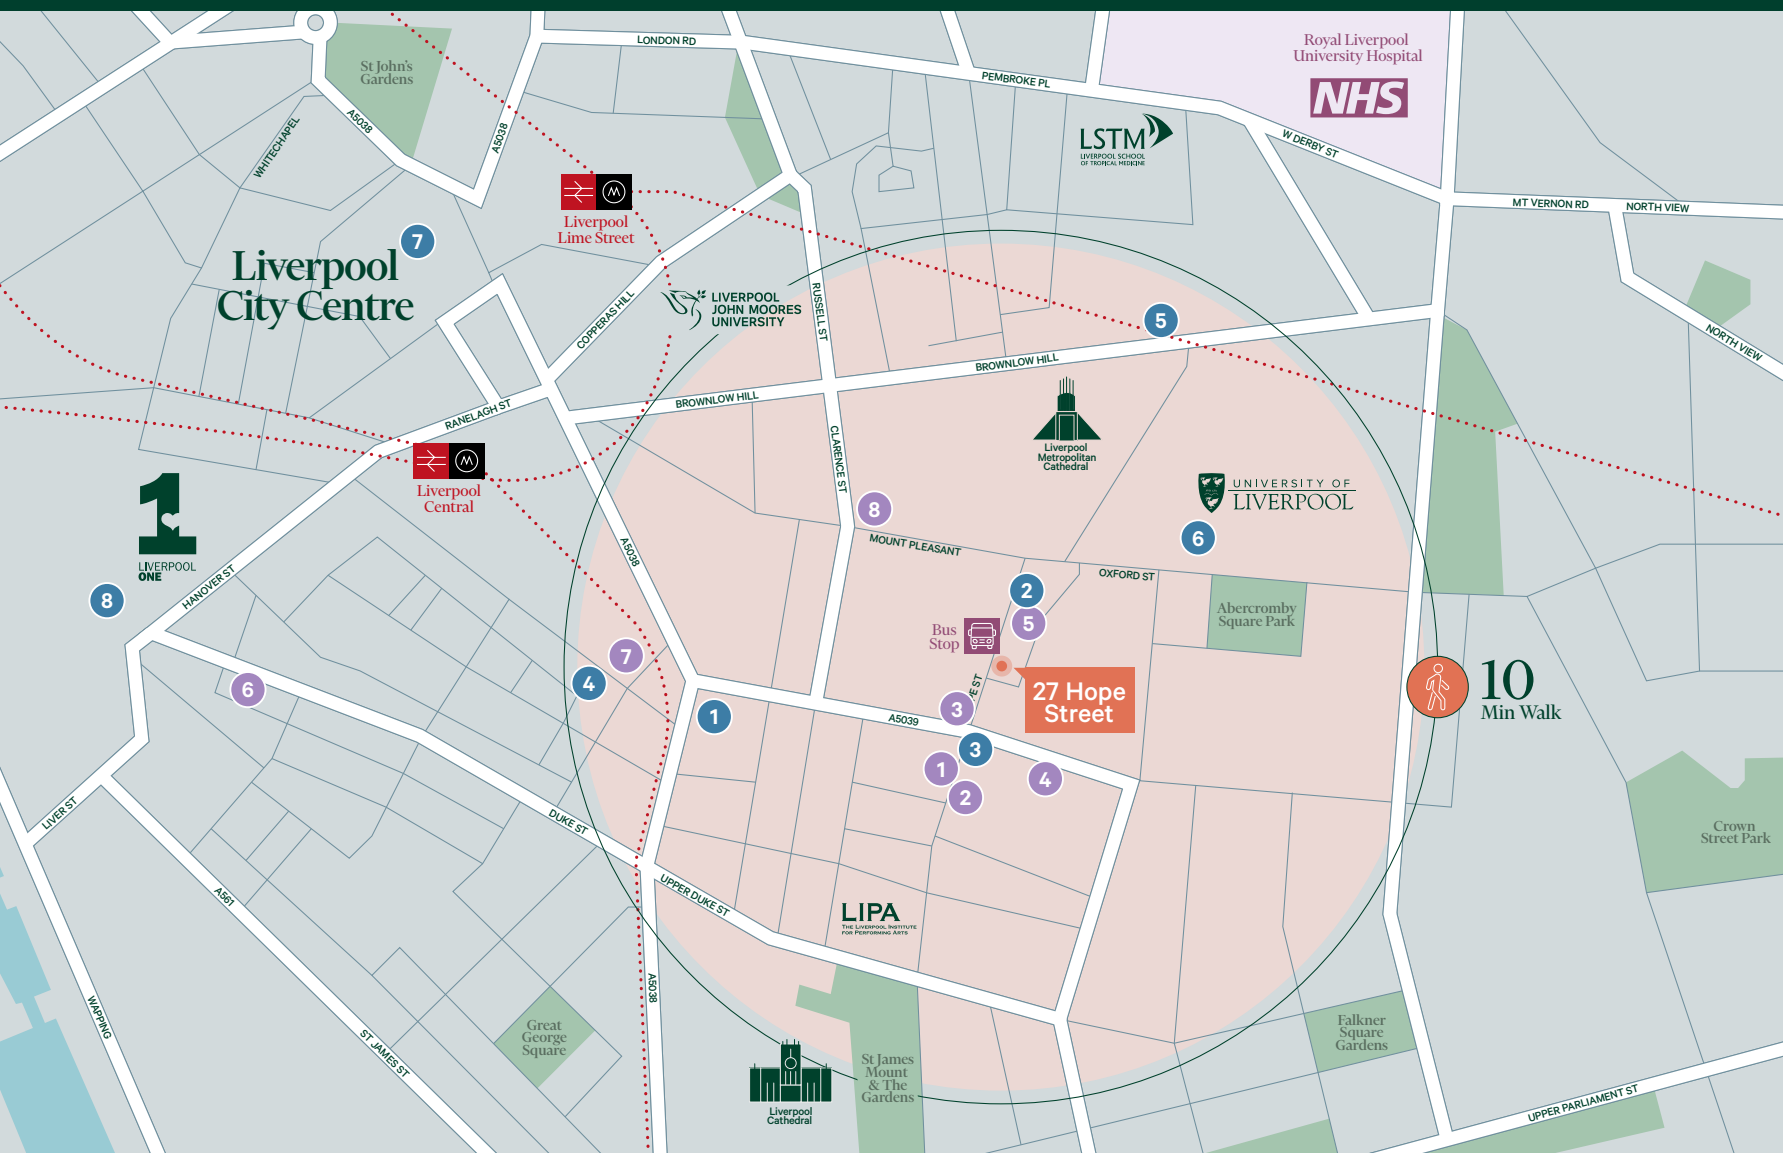 LONDON RD
Royal Liverpool
University Hospital
NHS
St John's
Gardens
PEMBROKE PL
A5038
A5038
WHITECHAPEL
LSTM
LIVERPOOL SCHOOL
OF TROPICAL MEDICINE
W DERBY ST
MT VERNON RD
NORTH VIEW
Liverpool
Lime Street
7
Liverpool
City Centre
COPPERAS HILL
LIVERPOOL
JOHN MOORES
UNIVERSITY
RUSSELL ST
5
NORTH VIEW
BROWNLOW HILL
BROWNLOW HILL
RANELAGH ST
CLARENCE ST
Liverpool
Metropolitan
Cathedral
Liverpool
Central
1
LIVERPOOL
ONE
UNIVERSITY OF
LIVERPOOL
8
6
A5038
MOUNT PLEASANT
OXFORD ST
HANOVER ST
8
2
5
Abercromby
Square Park
Bus
Stop
7
4
6
27 Hope
Street
3
1
A5039
3
1
2
4
10
Min Walk
LIVER ST
DUKE ST
Crown
Street Park
A561
UPPER DUKE ST
LIPA
THE LIVERPOOL INSTITUTE
FOR PERFORMING ARTS
A5038
WAPPING
ST JAMES ST
Great
George
Square
Falkner
Square
Gardens
St James
Mount
& The
Gardens
Liverpool
Cathedral
UPPER PARLIAMENT ST